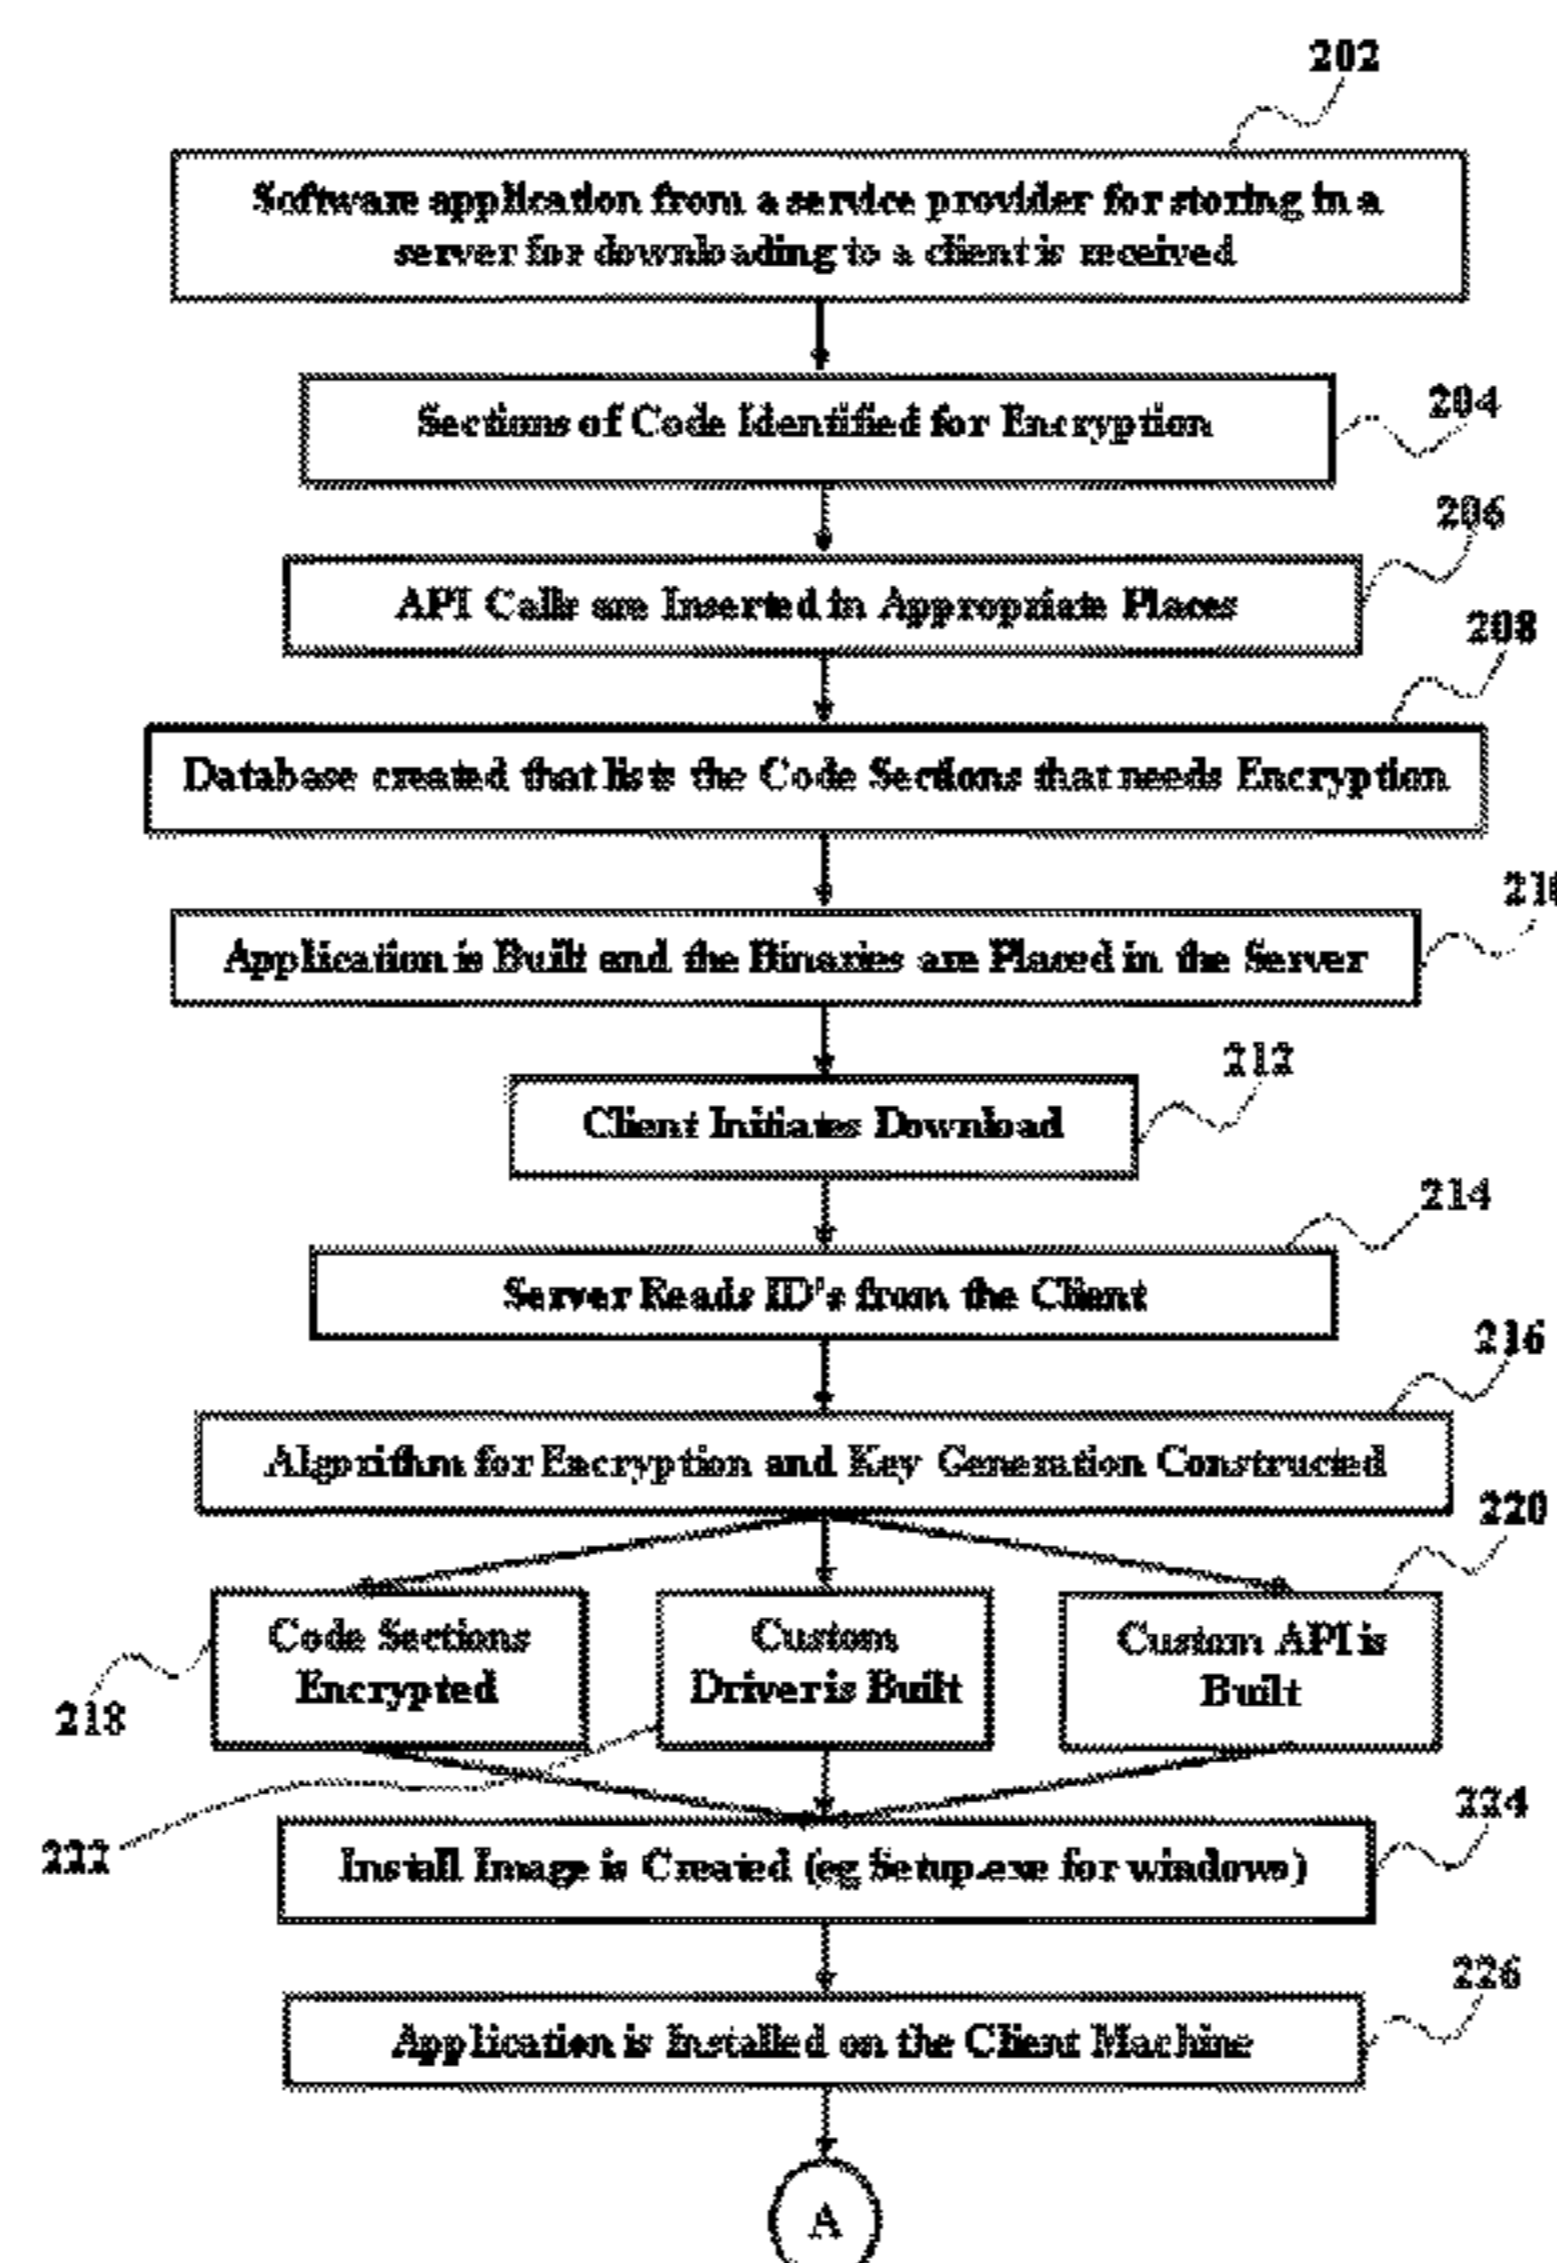 202
Software application from a service provider for storing in a
server for downloading to a client is received
Sections of Code Identified for Encryption
204
206
API Calls are Inserted in Appropriate Places
208
Database created that lists the Code Sections that needs Encryption
Application is Built and the Binaries are Placed in the Server
212
Client Initiates Download
214
Server Reads ID's from the Client
216
Algorithm for Encryption and Key Generation Constructed
220
Code Sections
Encrypted
Custom
Driver is Built
Custom API is
Built
218
222
224
Install Image is Created (eg Setup.exe for windows)
226
Application is Installed on the Client Machine
A